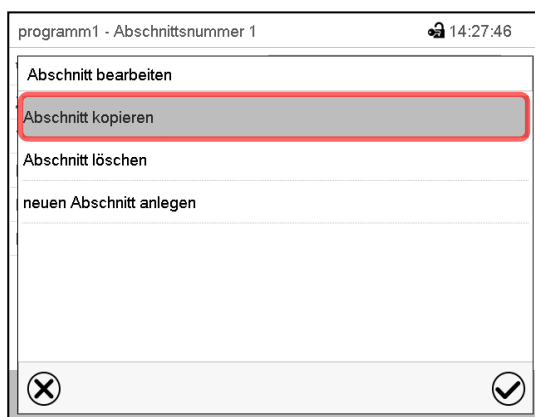 programm1 - Abschnittsnummer 1 14:27:46
Abschnitt bearbeiten
Abschnitt kopieren
Abschnitt löschen
neuen Abschnitt anlegen